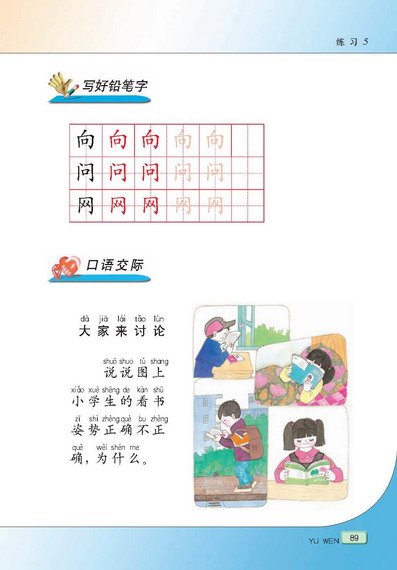 练习5
写好铅笔字
向向向向向
问问问问问
网网网网网
口语交际
dà jiā lái tǎo lùn
大家来讨论
shuō shuo tú shang
说说图上
xiǎo xué shēng de kàn shū
小学生的看书
zī shì zhèng què bu zhèng
姿势正确不正
què wèi shén me
确，为什么。
YU WEN 89